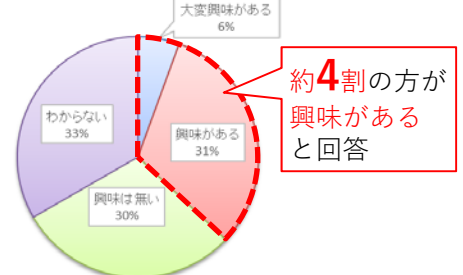 大変興味がある
6%
約4割の方が
興味がある
と回答
興味がある
31%
わからない
33%
興味は無い
30%